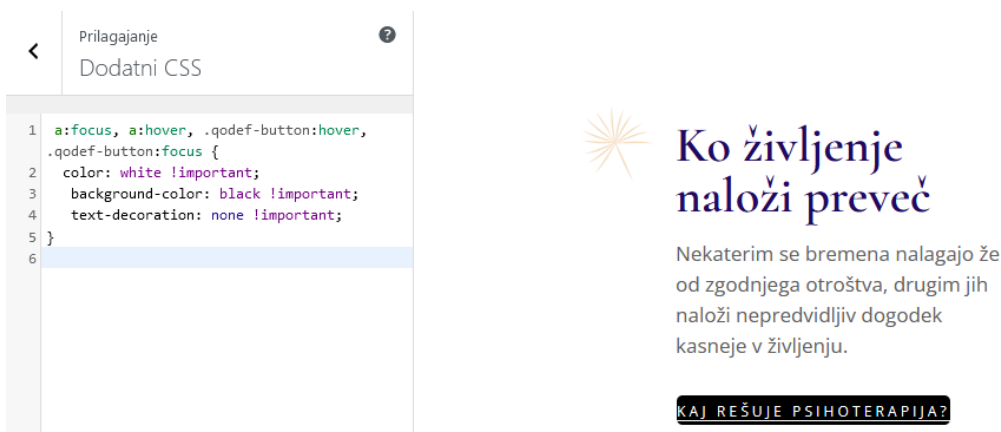 Prilagajanje
Dodatni CSS
1 a:focus, a:hover, .qodef-button:hover,
.qodef-button:focus {
2 color: white !important;
3 background-color: black !important;
4 text-decoration: none !important;
5 }
6
Ko življenje
naloži preveč
Nekaterim se bremena nalagajo že
od zgodnjega otroštva, drugim jih
naloži nepredvidljiv dogodek
kasneje v življenju.
KAJ REŠUJE PSIHOTERAPIJA?